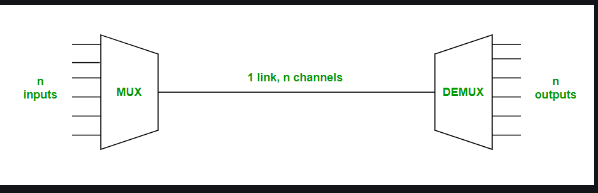 1 link, n channels
n
inputs
MUX
DEMUX
n
outputs